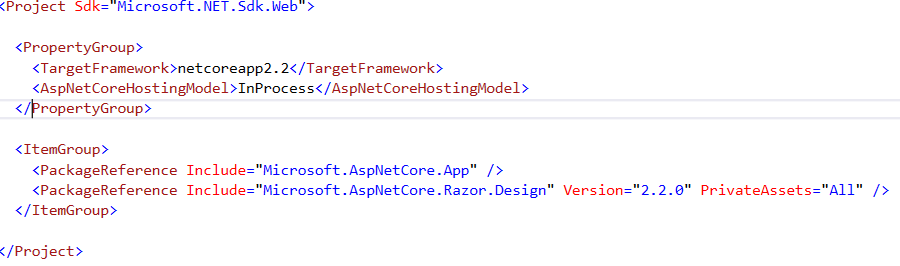 <Project Sdk="Microsoft.NET.Sdk.Web">
<PropertyGroup>
<TargetFramework>netcoreapp2.2</TargetFramework>
<AspNetCoreHostingModel>InProcess</AspNetCoreHostingModel>
</PropertyGroup>
<ItemGroup>
<PackageReference Include="Microsoft.AspNetCore.App" />
<PackageReference Include="Microsoft.AspNetCore.Razor.Design" Version="2.2.0" PrivateAssets="All" />
</ItemGroup>
</Project>